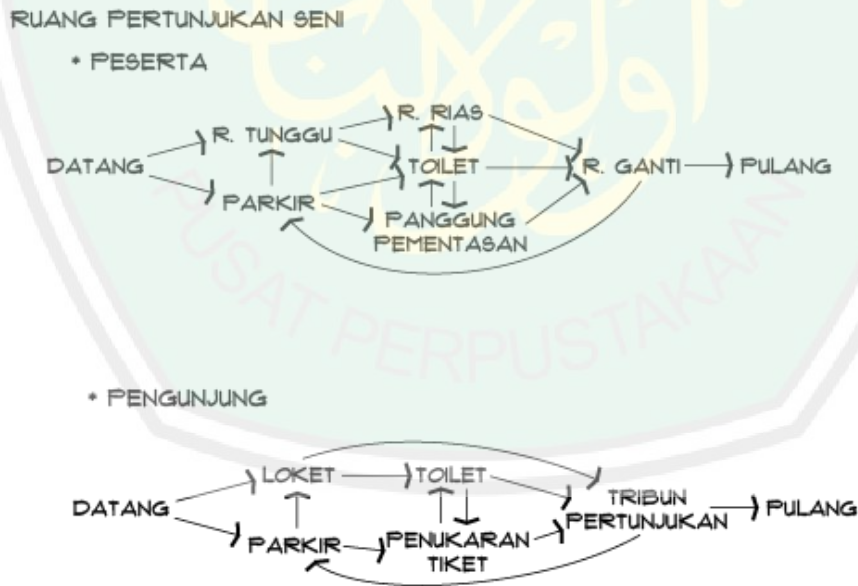 RUANG PERTUNJUKAN SENI
* PESERTA
R. RIAS
R. TUNGGU
DATANG
TOILET
R. GANTI
PULANG
PARKIR
PANGGUNG
PEMENTASAN
PUSAT PERPUSTAKAAN
* PENGUNJUNG
LOKET
TOILET
DATANG
TRIBUN
PERTUNJUKAN
PULANG
PARKIR
PENUKARAN
TIKET